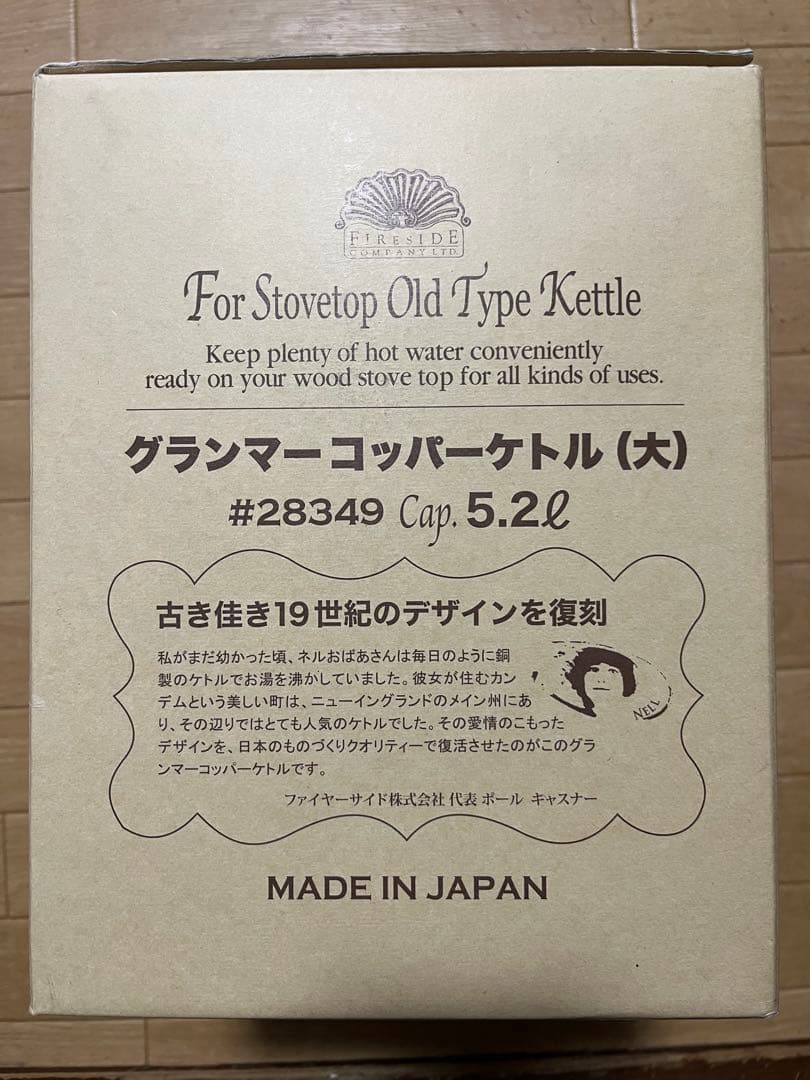 FIRESIDE
COMPANY LTD.
For Stovetop Old Type Kettle
Keep plenty of hot water conveniently
ready on your wood stove top for all kinds of uses.
グランマーコッパーケトル（大）
#28349 Cap. 5.2ℓ
古き佳き19世紀のデザインを復刻
私がまだ幼かった頃、ネルおばあさんは毎日のように銅
製のケトルでお湯を沸かしていました。彼女が住むカン
デムという美しい町は、ニューイングランドのメイン州にあ
り、その辺りではとても人気のケトルでした。その愛情のこもった
デザインを、日本のものづくりクオリティーで復活させたのがこのグラ
ンマーコッパーケトルです。
NELL
ファイヤーサイド株式会社 代表 ポール キャスナー
MADE IN JAPAN